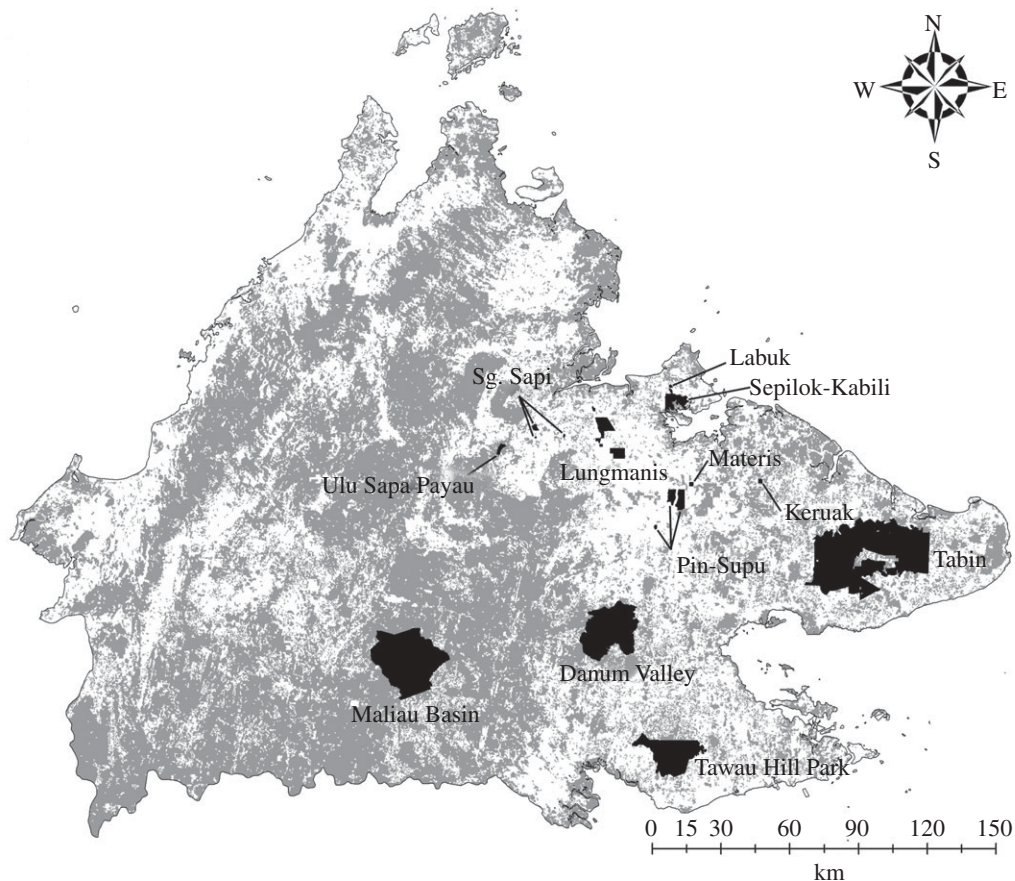 N
W E
S
Labuk
Sg. Sapi
Sepilok-Kabili
Lungmanis
Materis
Ulu Sapa Payau
Keruak
Pin-Supu
Tabin
Danum Valley
Maliau Basin
Tawau Hill Park
0 15 30 60 90 120 150
km